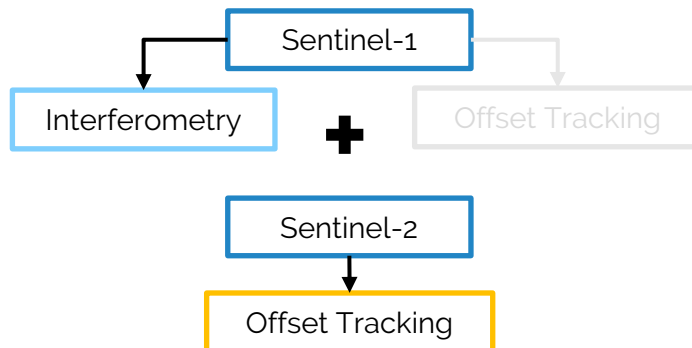 Sentinel-1
Interferometry
Offset Tracking
Sentinel-2
Offset Tracking